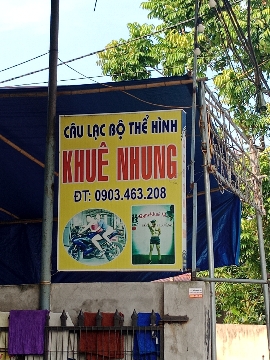 CÂU LẠC BỘ THỂ HÌNH
KHUÊ NHUNG
ĐT: 0903.463.208